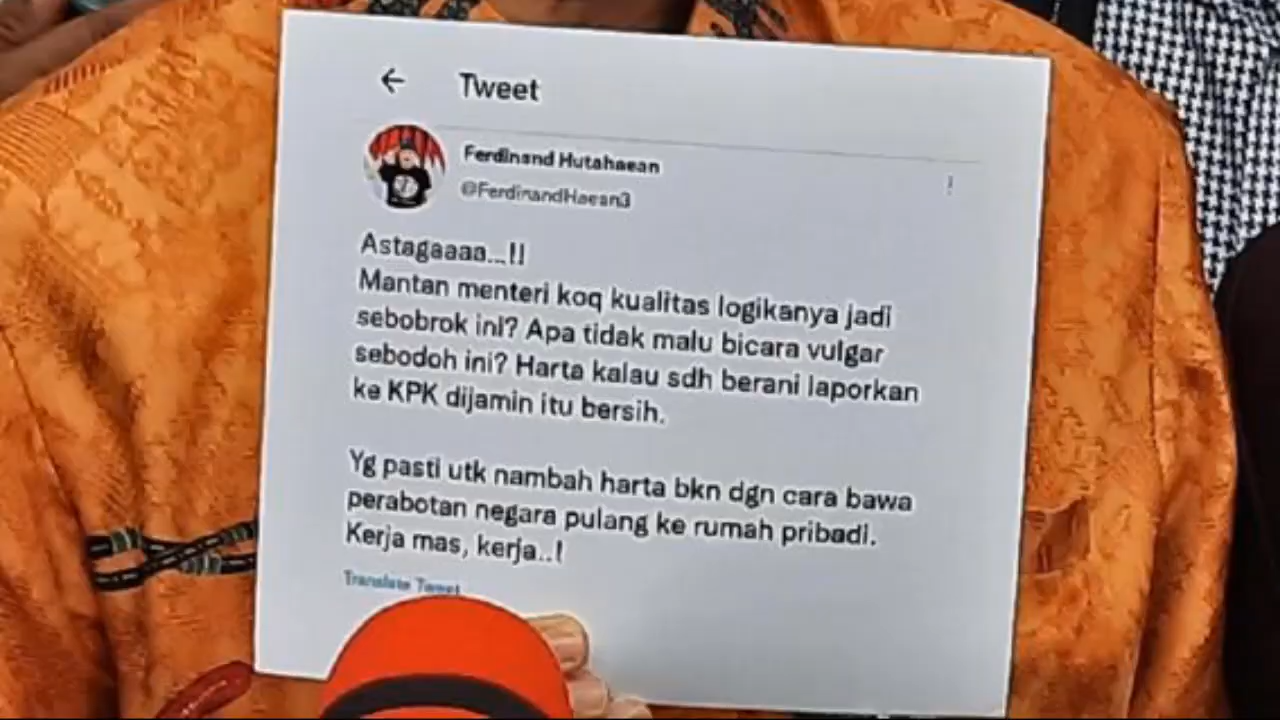 Tweet
Ferdinand Hutahaean
@FerdinandHaean3
Astagaaaa...!!
Mantan menteri koq kualitas logikanya jadi
sebobrok ini? Apa tidak malu bicara vulgar
sebodoh ini? Harta kalau sdh berani laporkan
ke KPK dijamin itu bersih.
Yg pasti utk nambah harta bkn dgn cara bawa
perabotan negara pulang ke rumah pribadi.
Kerja mas, kerja..!
Translate Tweet